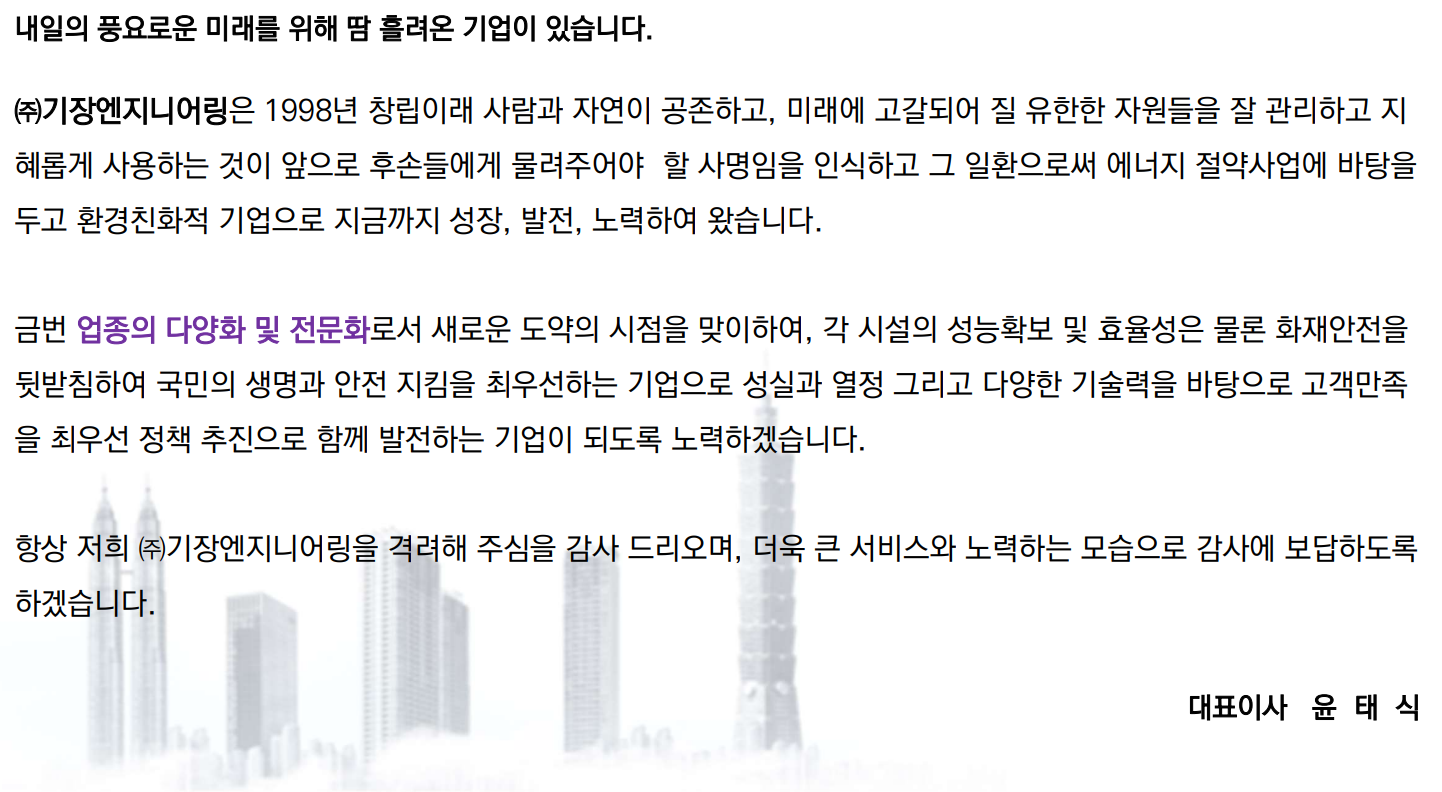 내일의 풍요로운 미래를 위해 땀 흘려온 기업이 있습니다.
㈜기장엔지니어링은 1998년 창립이래 사람과 자연이 공존하고, 미래에 고갈되어 질 유한한 자원들을 잘 관리하고 지
혜롭게 사용하는 것이 앞으로 후손들에게 물려주어야 할 사명임을 인식하고 그 일환으로써 에너지 절약사업에 바탕을
두고 환경친화적 기업으로 지금까지 성장, 발전, 노력하여 왔습니다.
금번 업종의 다양화 및 전문화로서 새로운 도약의 시점을 맞이하여, 각 시설의 성능확보 및 효율성은 물론 화재안전을
뒷받침하여 국민의 생명과 안전 지킴을 최우선하는 기업으로 성실과 열정 그리고 다양한 기술력을 바탕으로 고객만족
을 최우선 정책 추진으로 함께 발전하는 기업이 되도록 노력하겠습니다.
항상 저희 ㈜기장엔지니어링을 격려해 주심을 감사 드리오며, 더욱 큰 서비스와 노력하는 모습으로 감사에 보답하도록
하겠습니다.
대표이사 윤 태 식